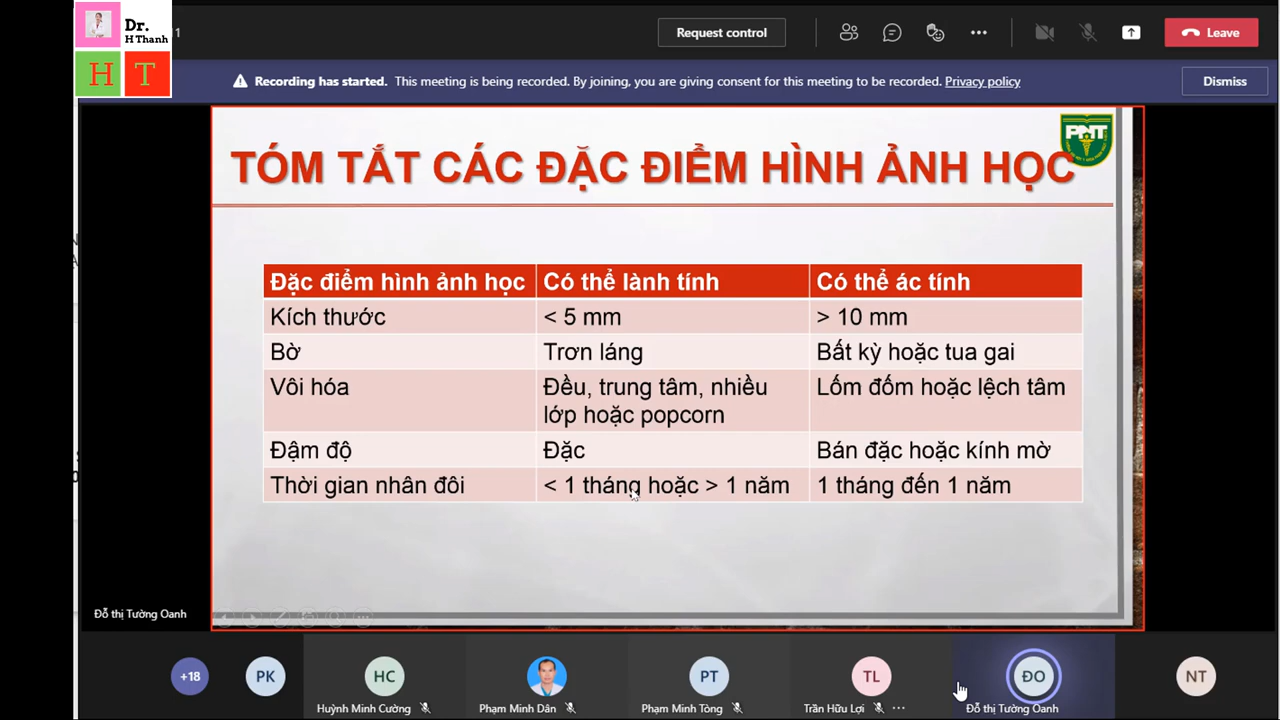 Dr.
H Thanh
H T
1
Request control
Leave
Recording has started. This meeting is being recorded. By joining, you are giving consent for this meeting to be recorded. Privacy policy
Dismiss
PNT
TÓM TẮT CÁC ĐẶC ĐIỂM HÌNH ẢNH HỌC
Đặc điểm hình ảnh học Có thể lành tính Có thể ác tính
Kích thước < 5 mm > 10 mm
Bờ Trơn láng Bất kỳ hoặc tua gai
Vôi hóa Đều, trung tâm, nhiều Lốm đốm hoặc lệch tâm
lớp hoặc popcorn
Đậm độ Đặc Bán đặc hoặc kính mờ
Thời gian nhân đôi < 1 tháng hoặc > 1 năm 1 tháng đến 1 năm
Đỗ thị Tường Oanh
+18 PK HC PT TL ĐO NT
Huỳnh Minh Cường Phạm Minh Dân Phạm Minh Tòng Trần Hữu Lợi Đỗ thị Tường Oanh